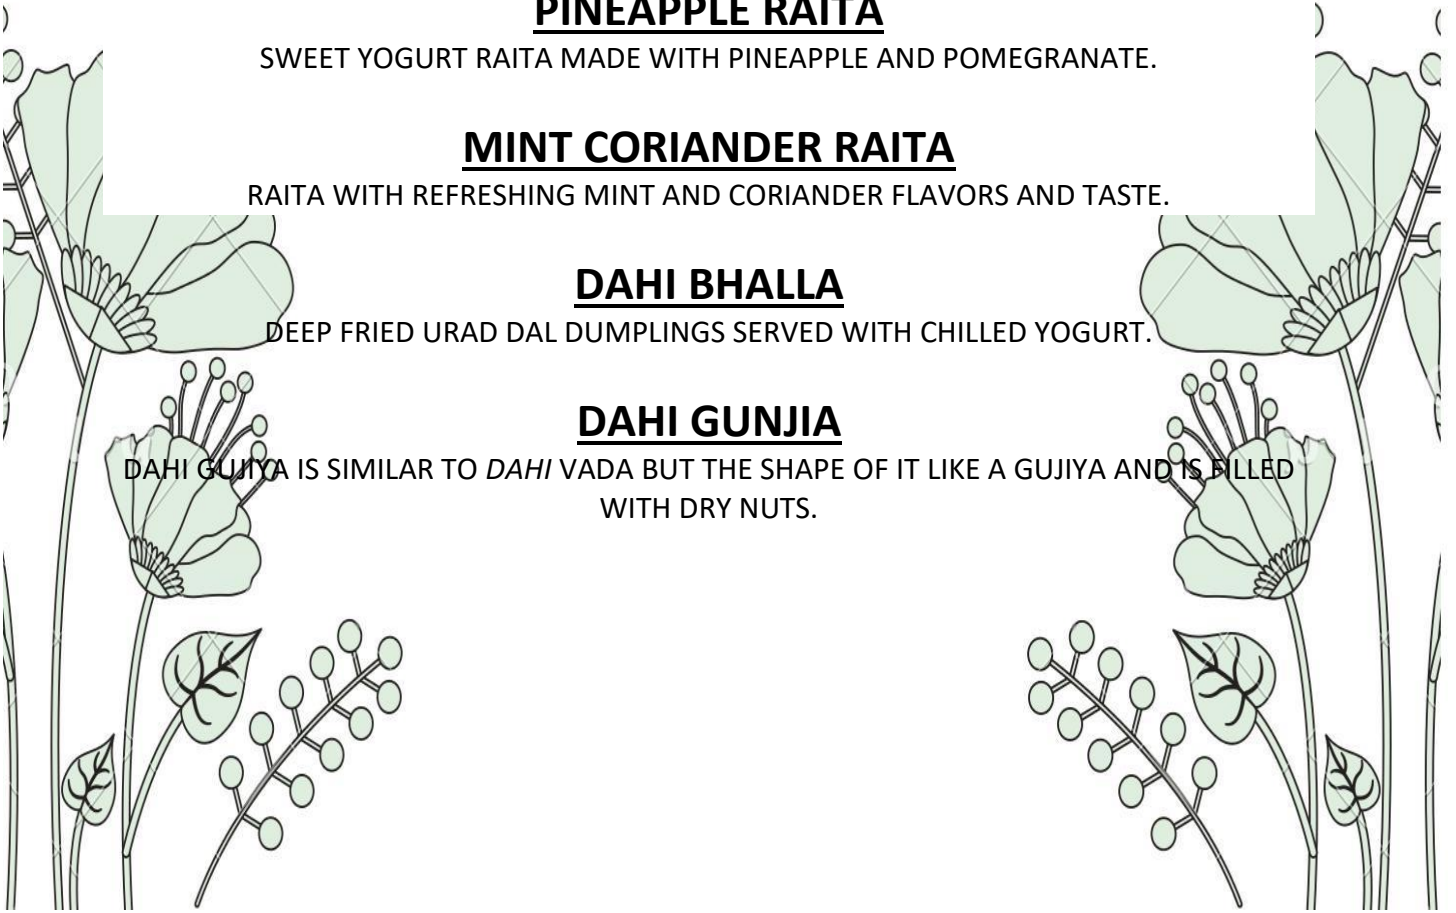 PINEAPPLE RAITA
SWEET YOGURT RAITA MADE WITH PINEAPPLE AND POMEGRANATE.
MINT CORIANDER RAITA
RAITA WITH REFRESHING MINT AND CORIANDER FLAVORS AND TASTE.
DAHI BHALLA
DEEP FRIED URAD DAL DUMPLINGS SERVED WITH CHILLED YOGURT.
DAHI GUNJIA
DAHI GUJIYA IS SIMILAR TO DAHI VADA BUT THE SHAPE OF IT LIKE A GUJIYA AND IS FILLED
WITH DRY NUTS.